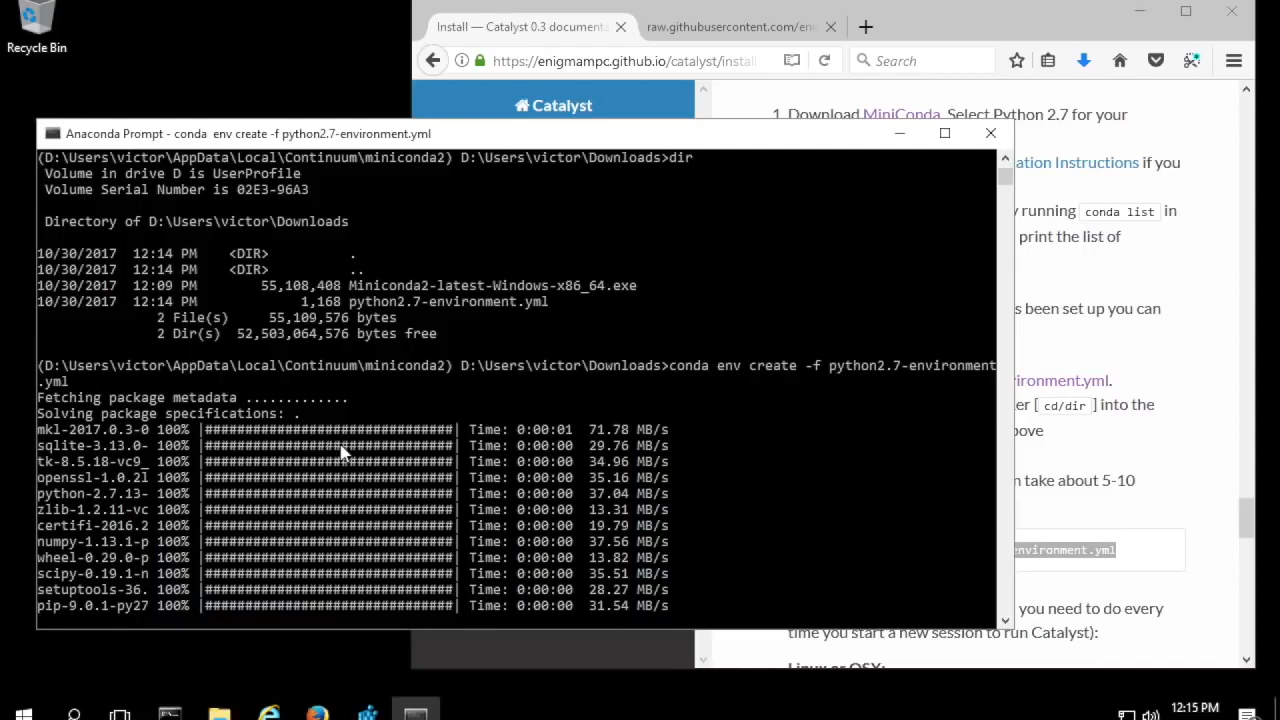 Recycle Bin
Install — Catalyst 0.3 documenta
raw.githubusercontent.com/eni
https://enigmampc.github.io/catalyst/install
Search
Catalyst
1. Download MiniConda. Select Python 2.7 for your
ation Instructions if you
running conda list in
print the list of
s been set up you can
ironment.yml.
er [ cd/dir ] into the
ove
n take about 5-10
environment.yml
you need to do every
time you start a new session to run Catalyst):
Linux or OSX:
Anaconda Prompt - conda env create -f python2.7-environment.yml
(D:\Users\victor\AppData\Local\Continuum\miniconda2) D:\Users\victor\Downloads>dir
Volume in drive D is UserProfile
Volume Serial Number is 02E3-96A3
Directory of D:\Users\victor\Downloads
10/30/2017 12:14 PM <DIR> .
10/30/2017 12:14 PM <DIR> ..
10/30/2017 12:09 PM 55,108,408 Miniconda2-latest-Windows-x86_64.exe
10/30/2017 12:14 PM 1,168 python2.7-environment.yml
2 File(s) 55,109,576 bytes
2 Dir(s) 52,503,064,576 bytes free
(D:\Users\victor\AppData\Local\Continuum\miniconda2) D:\Users\victor\Downloads>conda env create -f python2.7-environment
.yml
Fetching package metadata .............
Solving package specifications: .
mkl-2017.0.3-0 100% |###############################| Time: 0:00:01 71.78 MB/s
sqlite-3.13.0- 100% |###############################| Time: 0:00:00 29.76 MB/s
tk-8.5.18-vc9_ 100% |###############################| Time: 0:00:00 34.96 MB/s
openssl-1.0.2l 100% |###############################| Time: 0:00:00 35.16 MB/s
python-2.7.13- 100% |###############################| Time: 0:00:00 37.04 MB/s
zlib-1.2.11-vc 100% |###############################| Time: 0:00:00 13.31 MB/s
certifi-2016.2 100% |###############################| Time: 0:00:00 19.79 MB/s
numpy-1.13.1-p 100% |###############################| Time: 0:00:00 37.56 MB/s
wheel-0.29.0-p 100% |###############################| Time: 0:00:00 13.82 MB/s
scipy-0.19.1-n 100% |###############################| Time: 0:00:00 35.51 MB/s
setuptools-36. 100% |###############################| Time: 0:00:00 28.27 MB/s
pip-9.0.1-py27 100% |###############################| Time: 0:00:00 31.54 MB/s
12:15 PM